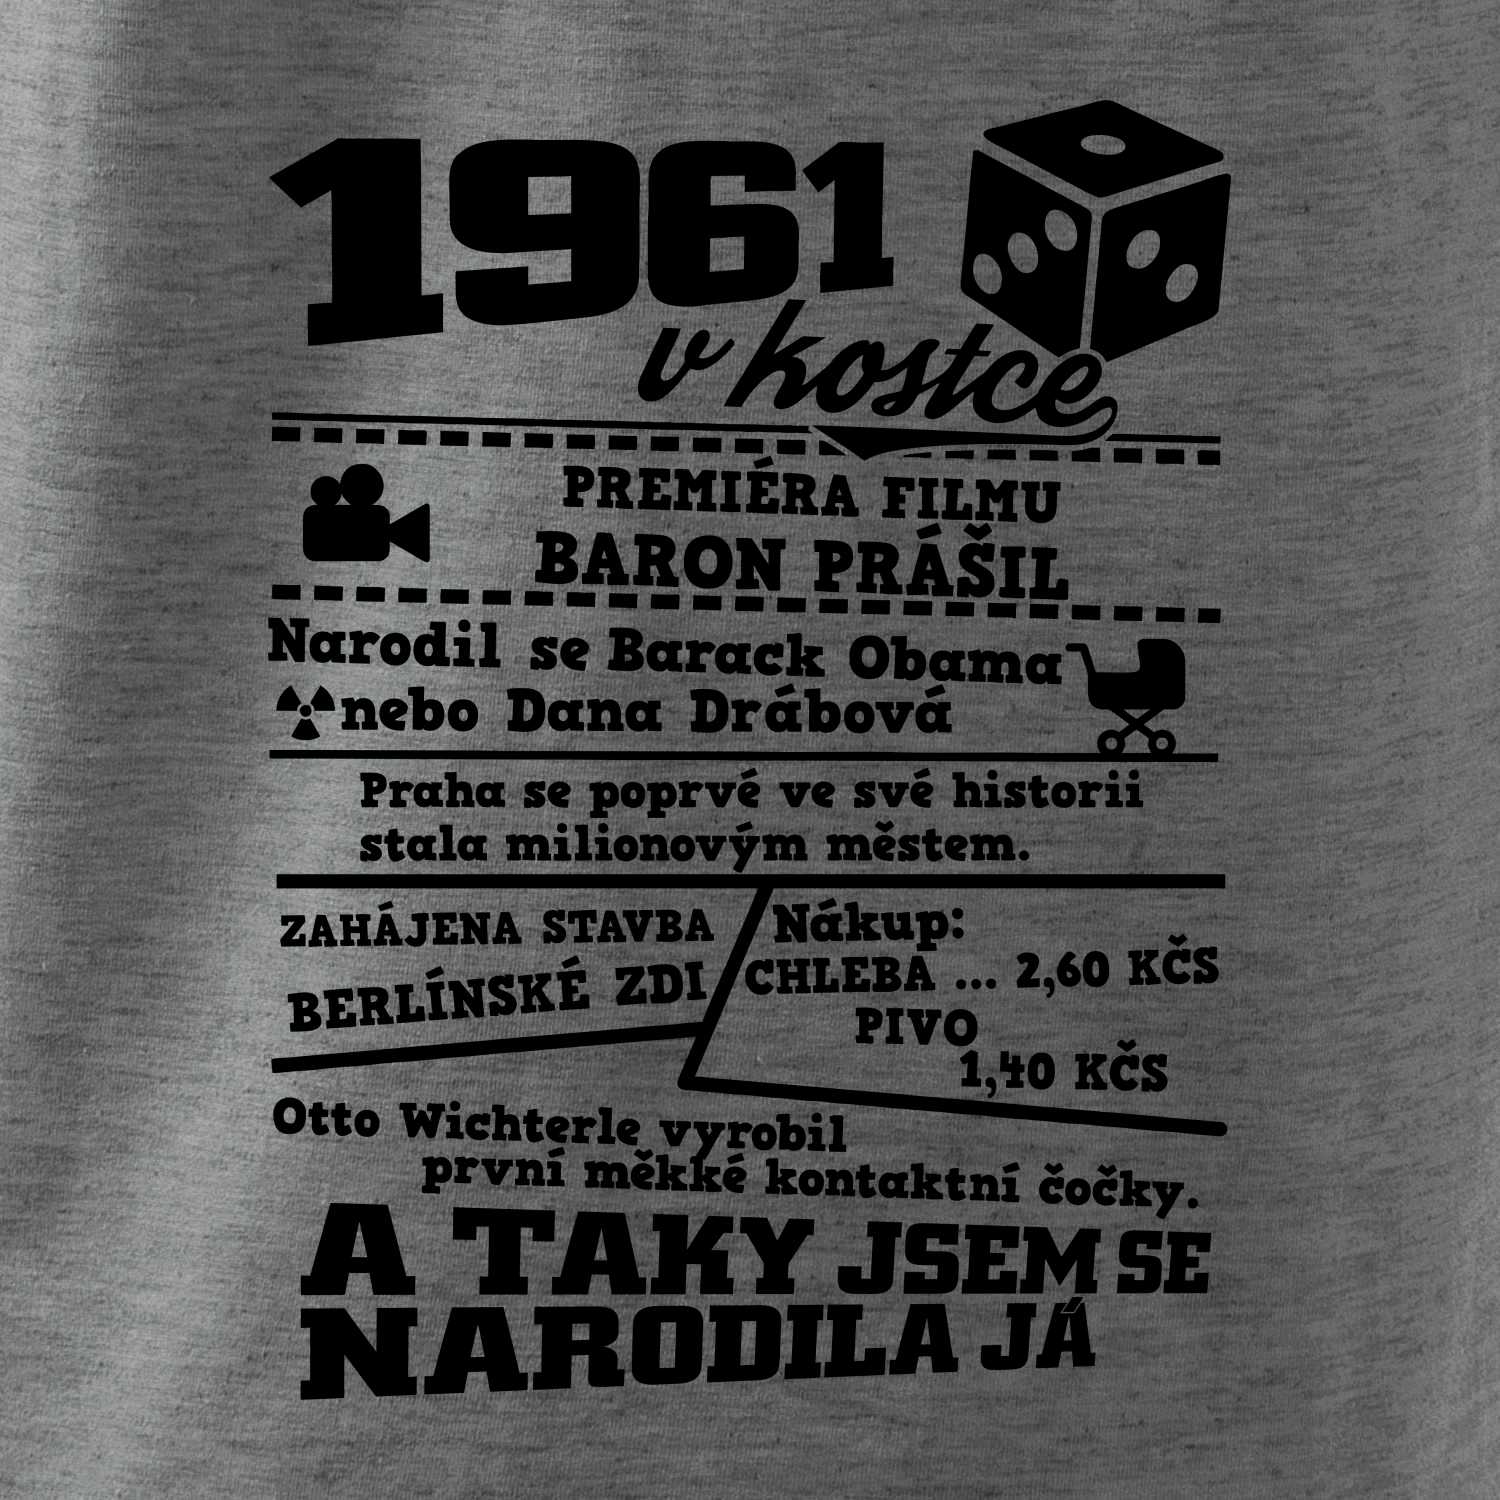 1961
v kostce
PREMIÉRA FILMU
BARON PRÁŠIL
Narodil se Barack Obama
nebo Dana Drábová
Praha se poprvé ve své historii
stala milionovým městem.
ZAHÁJENA STAVBA
BERLÍNSKÉ ZDI
Nákup:
CHLEBA ... 2,60 KČS
PIVO
1,40 KČS
Otto Wichterle vyrobil
první měkké kontaktní čočky.
A TAKY JSEM SE
NARODILA JÁ